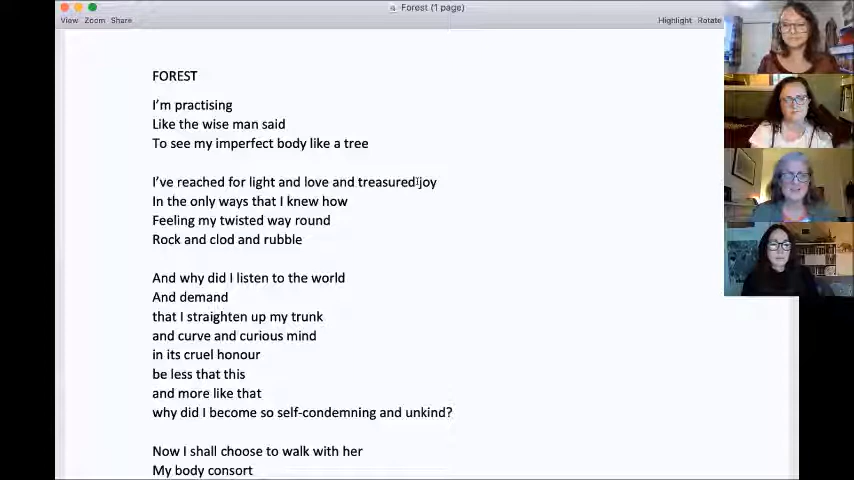 Forest (1 page)
View Zoom Share
Highlight Rotate
FOREST
I'm practising
Like the wise man said
To see my imperfect body like a tree
I've reached for light and love and treasured joy
In the only ways that I knew how
Feeling my twisted way round
Rock and clod and rubble
And why did I listen to the world
And demand
that I straighten up my trunk
and curve and curious mind
in its cruel honour
be less that this
and more like that
why did I become so self-condemning and unkind?
Now I shall choose to walk with her
My body consort